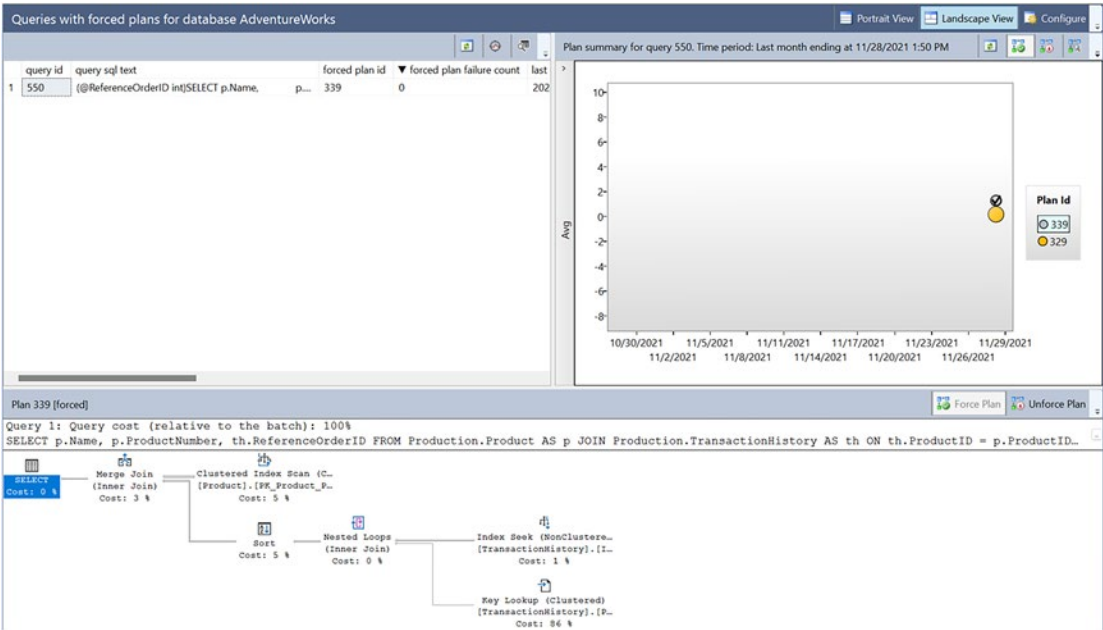 Queries with forced plans for database AdventureWorks
Portrait View Landscape View Configure
Plan summary for query 550. Time period: Last month ending at 11/28/2021 1:50 PM
query id query sql text forced plan id ▼ forced plan failure count last
1 550 (@ReferenceOrderID int)SELECT p.Name, p.... 339 0 202
10
8
6
4
2
0
-2
-4
-6
-8
Avg
10/30/2021 11/5/2021 11/11/2021 11/17/2021 11/23/2021 11/29/2021
11/2/2021 11/8/2021 11/14/2021 11/20/2021 11/26/2021
Plan Id
339
329
Plan 339 [forced]
Force Plan Unforce Plan
Query 1: Query cost (relative to the batch): 100%
SELECT p.Name, p.ProductNumber, th.ReferenceOrderID FROM Production.Product AS p JOIN Production.TransactionHistory AS th ON th.ProductID = p.ProductID…
SELECT
Cost: 0 %
Merge Join
(Inner Join)
Cost: 3 %
Clustered Index Scan (C…
[Product].[PK_Product_P…
Cost: 5 %
Sort
Cost: 5 %
Nested Loops
(Inner Join)
Cost: 0 %
Index Seek (NonClustere…
[TransactionHistory].[I…
Cost: 1 %
Key Lookup (Clustered)
[TransactionHistory].[P…
Cost: 86 %